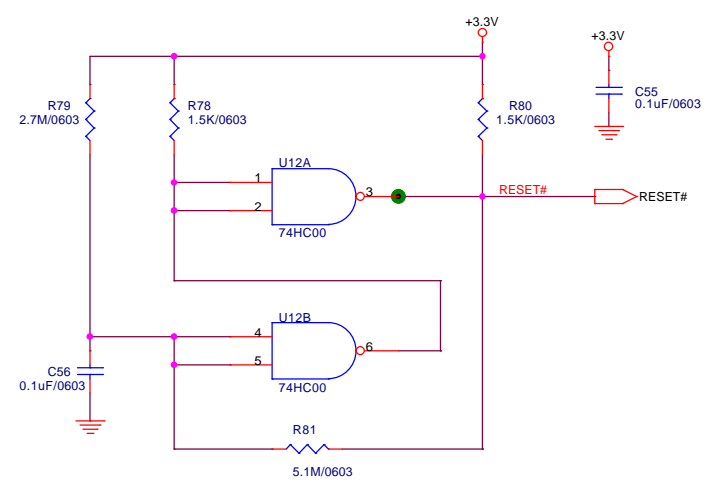 +3.3V
+3.3V
R79
2.7M/0603
R78
1.5K/0603
R80
1.5K/0603
C55
0.1uF/0603
U12A
1
2
3
74HC00
RESET#
RESET#
U12B
4
5
6
74HC00
C56
0.1uF/0603
R81
5.1M/0603